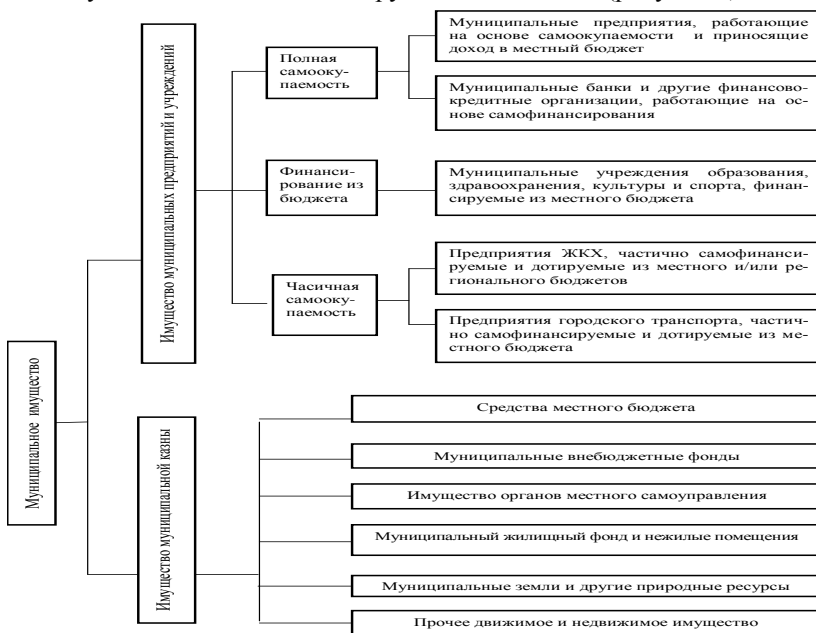 Муниципальные предприятия, работающие
на основе самоокупаемости и приносящие
доход в местный бюджет
Полная
самооку-
паемость
Муниципальные банки и другие финансово-
кредитные организации, работающие на ос-
нове самофинансирования
Имущество муниципальных предприятий и учреждений
Финанси-
рование из
бюджета
Муниципальные учреждения образования,
здравоохранения, культуры и спорта, финан-
сируемые из местного бюджета
Часичная
самооку-
паемость
Предприятия ЖКХ, частично самофинанси-
руемые и дотируемые из местного и/или ре-
гионального бюджетов
Предприятия городского транспорта, частич-
но самофинансируемые и дотируемые из ме-
стного бюджета
Муниципальное имущество
Имущество муниципальной казны
Средства местного бюджета
Муниципальные внебюджетные фонды
Имущество органов местного самоуправления
Муниципальный жилищный фонд и нежилые помещения
Муниципальные земли и другие природные ресурсы
Прочее движимое и недвижимое имущество